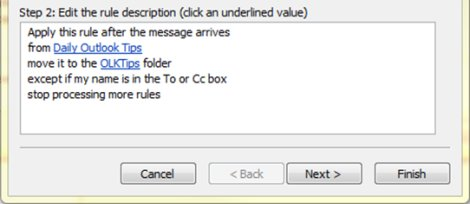 Step 2: Edit the rule description (click an underlined value)
Apply this rule after the message arrives
from Daily Outlook Tips
move it to the OLKTips folder
except if my name is in the To or Cc box
stop processing more rules
Cancel < Back Next > Finish